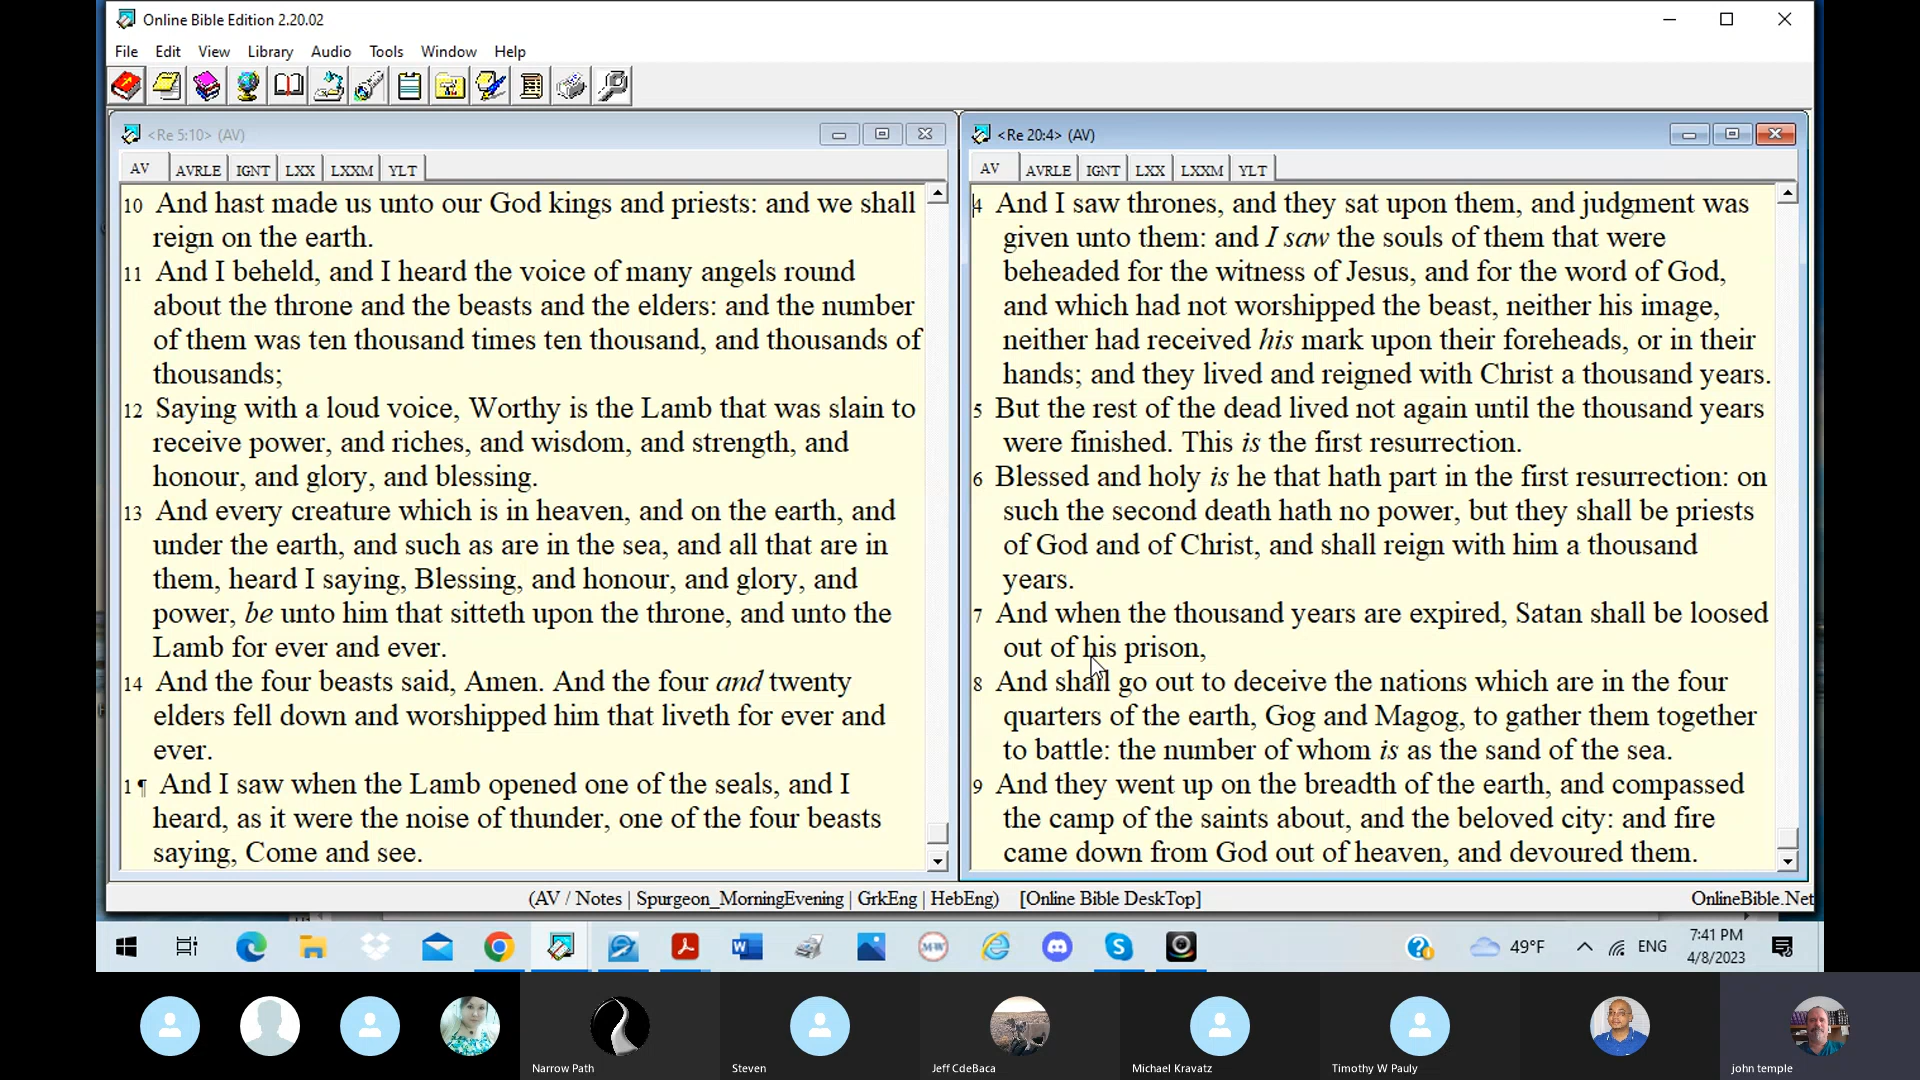 Online Bible Edition 2.20.02
File Edit View Library Audio Tools Window Help
<Re 5:10> (AV)
AV AVRLE IGNT LXX LXXM YLT
10 And hast made us unto our God kings and priests: and we shall
reign on the earth.
11 And I beheld, and I heard the voice of many angels round
about the throne and the beasts and the elders: and the number
of them was ten thousand times ten thousand, and thousands of
thousands;
12 Saying with a loud voice, Worthy is the Lamb that was slain to
receive power, and riches, and wisdom, and strength, and
honour, and glory, and blessing.
13 And every creature which is in heaven, and on the earth, and
under the earth, and such as are in the sea, and all that are in
them, heard I saying, Blessing, and honour, and glory, and
power, be unto him that sitteth upon the throne, and unto the
Lamb for ever and ever.
14 And the four beasts said, Amen. And the four and twenty
elders fell down and worshipped him that liveth for ever and
ever.
1 ¶ And I saw when the Lamb opened one of the seals, and I
heard, as it were the noise of thunder, one of the four beasts
saying, Come and see.
<Re 20:4> (AV)
AV AVRLE IGNT LXX LXXM YLT
4 And I saw thrones, and they sat upon them, and judgment was
given unto them: and I saw the souls of them that were
beheaded for the witness of Jesus, and for the word of God,
and which had not worshipped the beast, neither his image,
neither had received his mark upon their foreheads, or in their
hands; and they lived and reigned with Christ a thousand years.
5 But the rest of the dead lived not again until the thousand years
were finished. This is the first resurrection.
6 Blessed and holy is he that hath part in the first resurrection: on
such the second death hath no power, but they shall be priests
of God and of Christ, and shall reign with him a thousand
years.
7 And when the thousand years are expired, Satan shall be loosed
out of his prison,
8 And shall go out to deceive the nations which are in the four
quarters of the earth, Gog and Magog, to gather them together
to battle: the number of whom is as the sand of the sea.
9 And they went up on the breadth of the earth, and compassed
the camp of the saints about, and the beloved city: and fire
came down from God out of heaven, and devoured them.
(AV / Notes | Spurgeon_MorningEvening | GrkEng | HebEng) [Online Bible DeskTop] OnlineBible.Net
49°F ENG 7:41 PM
4/8/2023
Narrow Path Steven Jeff CdeBaca Michael Kravatz Timothy W Pauly john temple